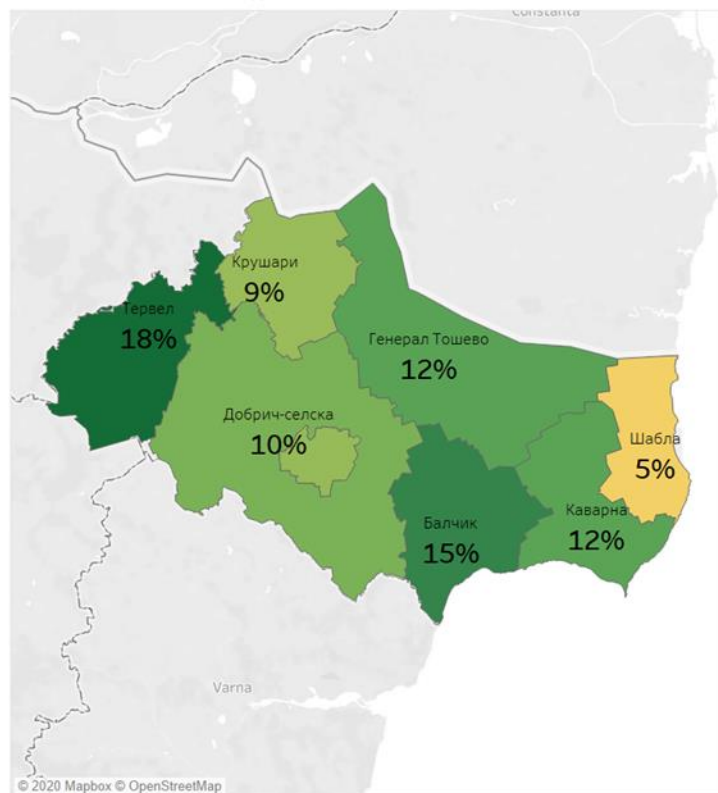 Constanta
Крушари
9%
Тервел
18%
Генерал Тошево
12%
Добрич-селска
10%
Шабла
5%
Балчик
15%
Каварна
12%
Varna
© 2020 Mapbox © OpenStreetMap